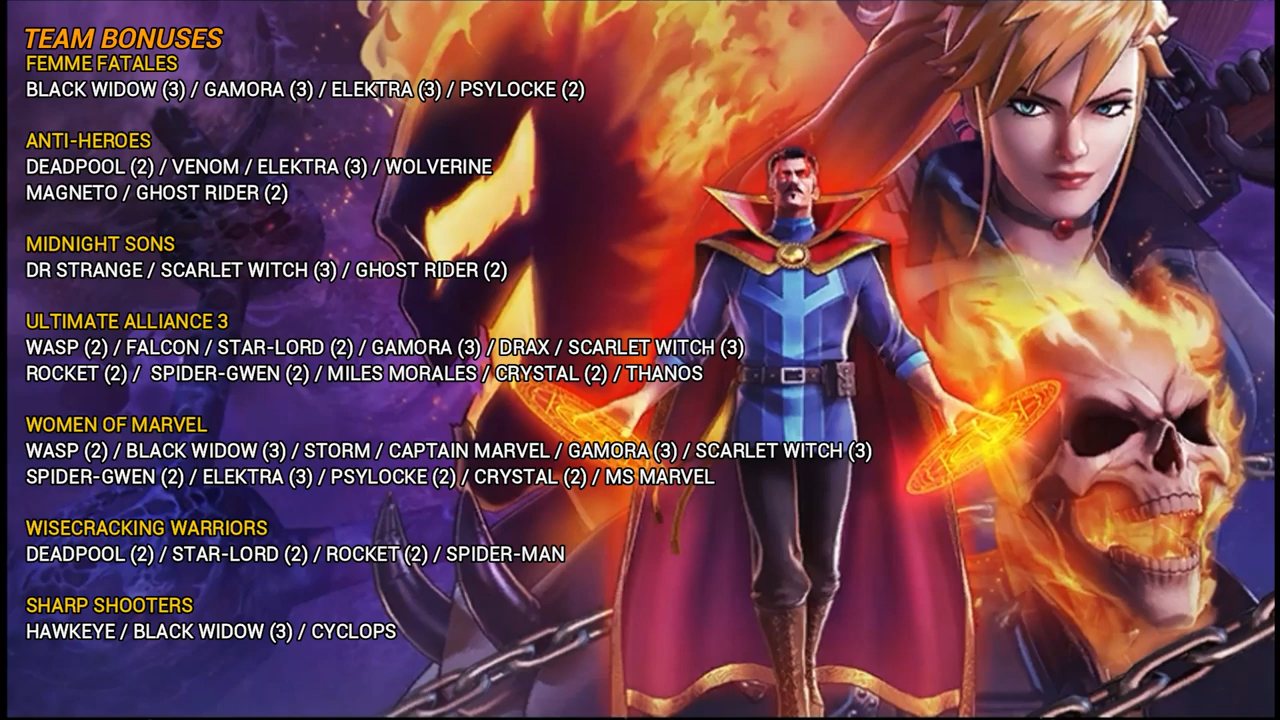 TEAM BONUSES
FEMME FATALES
BLACK WIDOW (3) / GAMORA (3) / ELEKTRA (3) / PSYLOCKE (2)
ANTI-HEROES
DEADPOOL (2) / VENOM / ELEKTRA (3) / WOLVERINE
MAGNETO / GHOST RIDER (2)
MIDNIGHT SONS
DR STRANGE / SCARLET WITCH (3) / GHOST RIDER (2)
ULTIMATE ALLIANCE 3
WASP (2) / FALCON / STAR-LORD (2) / GAMORA (3) / DRAX / SCARLET WITCH (3)
ROCKET (2) / SPIDER-GWEN (2) / MILES MORALES / CRYSTAL (2) / THANOS
WOMEN OF MARVEL
WASP (2) / BLACK WIDOW (3) / STORM / CAPTAIN MARVEL / GAMORA (3) / SCARLET WITCH (3)
SPIDER-GWEN (2) / ELEKTRA (3) / PSYLOCKE (2) / CRYSTAL (2) / MS MARVEL
WISECRACKING WARRIORS
DEADPOOL (2) / STAR-LORD (2) / ROCKET (2) / SPIDER-MAN
SHARP SHOOTERS
HAWKEYE / BLACK WIDOW (3) / CYCLOPS